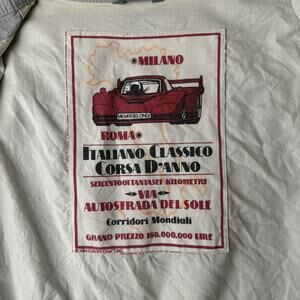 MILANO
MEMBERS ONLY
ROMA
ITALIANO CLASSICO
CORSA D'ANNO
SEICENTOOTTANTASEI KILOMETRI
VIA
AUTOSTRADA DEL SOLE
Corridori Mondiali
GRAND PREZZO 160.000.000 LIRE